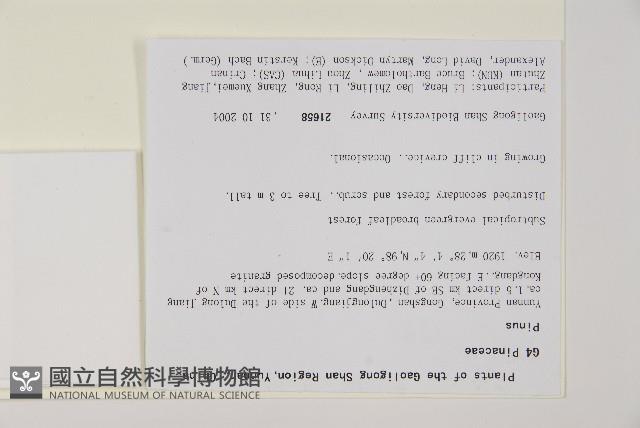 Plants of the Gaoligong Shan Region, Yunnan,
G4 Pinaceae
Pinus
Yunnan Province, Gongshan, Dulongjiang, W side of the Dulong Jiang
ca. 1.5 direct km SE of Dizhengdang and ca. 21 direct km N of
Kongdang.. E facing 60+ degree slope. decomposed granite
Elev. 1920 m, 28° 4' 4" N, 98° 20' 1" E
Subtropical evergreen broadleaf forest
Disturbed secondary forest and scrub.. Tree to 3 m tall.
Growing in cliff crevice.. Occasional.
Gaoligong Shan Biodiversity Survey 21658 , 31 10 2004
Participants: Li Heng, Dao Zhiling, Li Rong, Zhang Xuemei, Jiang
Zhutan (KUN); Bruce Bartholomew , Zhou Lihua (CAS); Crinan
Alexander, David Long, Martyn Dickson (E); Kerstin Bach (Germ.)
國立自然科學博物館
NATIONAL MUSEUM OF NATURAL SCIENCE